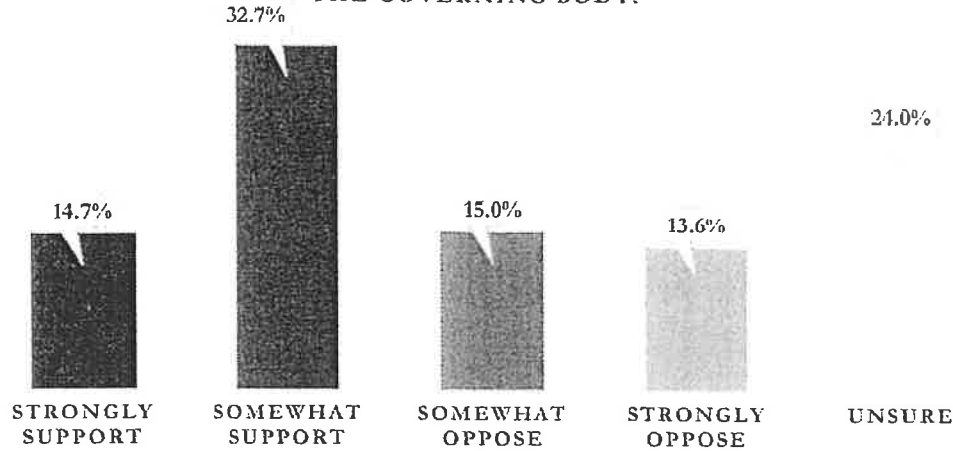 THE GOVERNING BODY?
32.7%
24.0%
14.7%
15.0%
13.6%
STRONGLY SUPPORT
SOMEWHAT SUPPORT
SOMEWHAT OPPOSE
STRONGLY OPPOSE
UNSURE